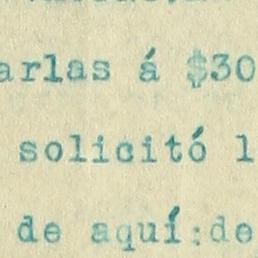 arlas á $30
solicitó l
de aquí:de